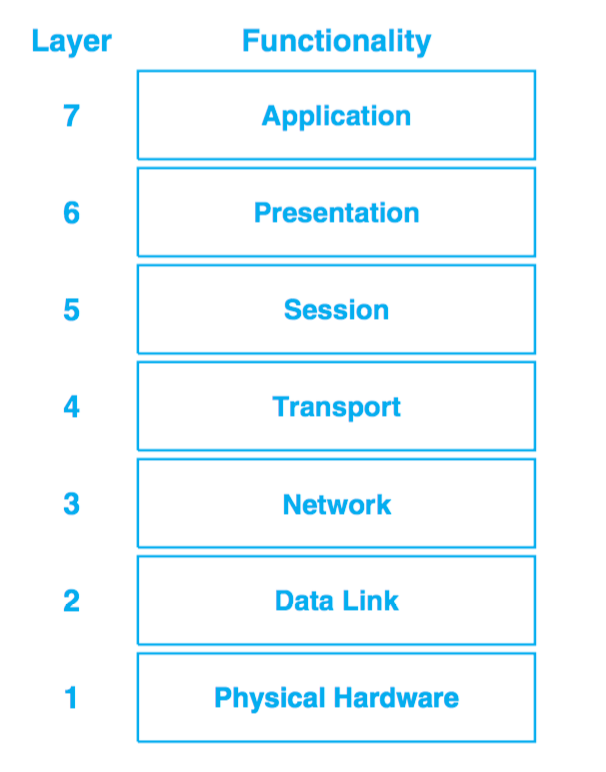 Layer Functionality
7 Application
6 Presentation
5 Session
4 Transport
3 Network
2 Data Link
1 Physical Hardware